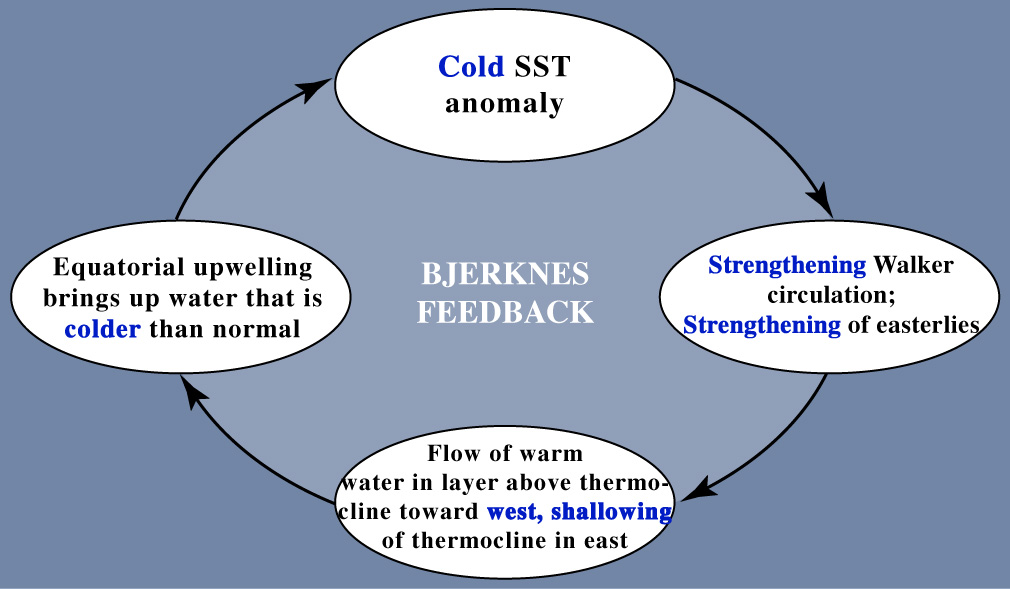 Cold SST
anomaly
Equatorial upwelling
brings up water that is
colder than normal
BJERKNES
FEEDBACK
Strengthening Walker
circulation;
Strengthening of easterlies
Flow of warm
water in layer above thermo-
cline toward west, shallowing
of thermocline in east